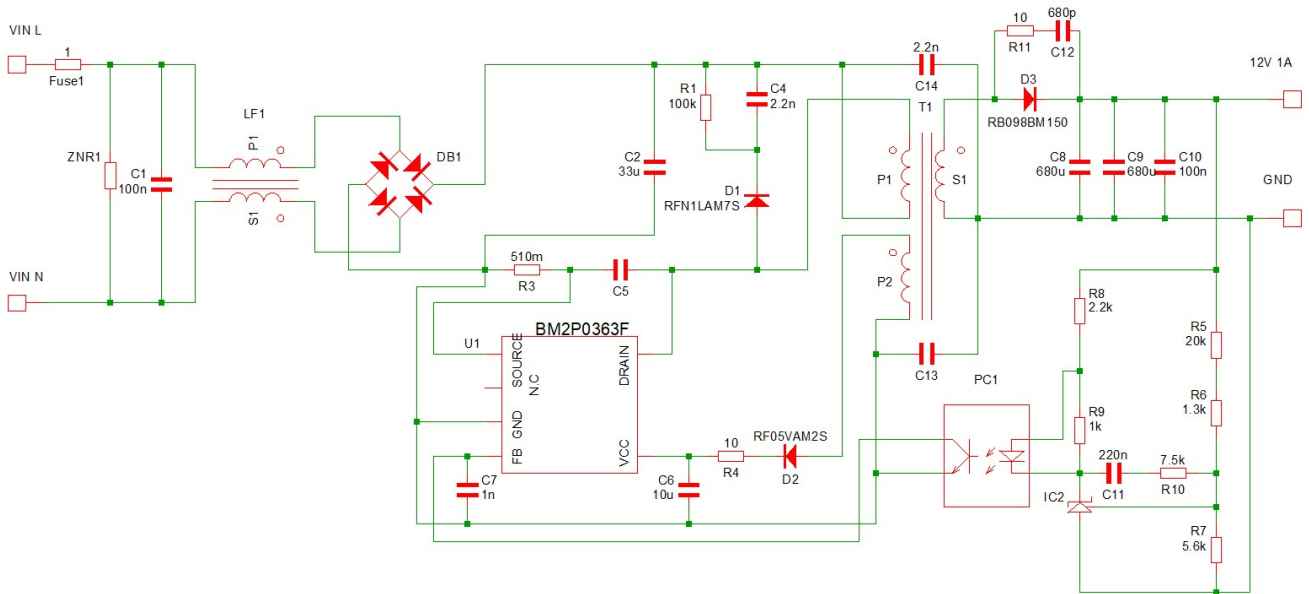 VIN L
1
Fuse1
ZNR1
C1
100n
VIN N
LF1
P1
S1
DB1
C2
33u
R1
100k
C4
2.2n
D1
RFN1LAM7S
510m
R3
C5
2.2n
C14
T1
P1
S1
P2
C13
10
R11
680p
C12
D3
RB098BM150
C8
680u
C9
680u
C10
100n
12V 1A
GND
BM2P0363F
U1
SOURCE
N.C
GND
FB
DRAIN
VCC
C7
1n
C6
10u
10
R4
RF05VAM2S
D2
PC1
R8
2.2k
R9
1k
R5
20k
R6
1.3k
220n
C11
7.5k
R10
IC2
R7
5.6k